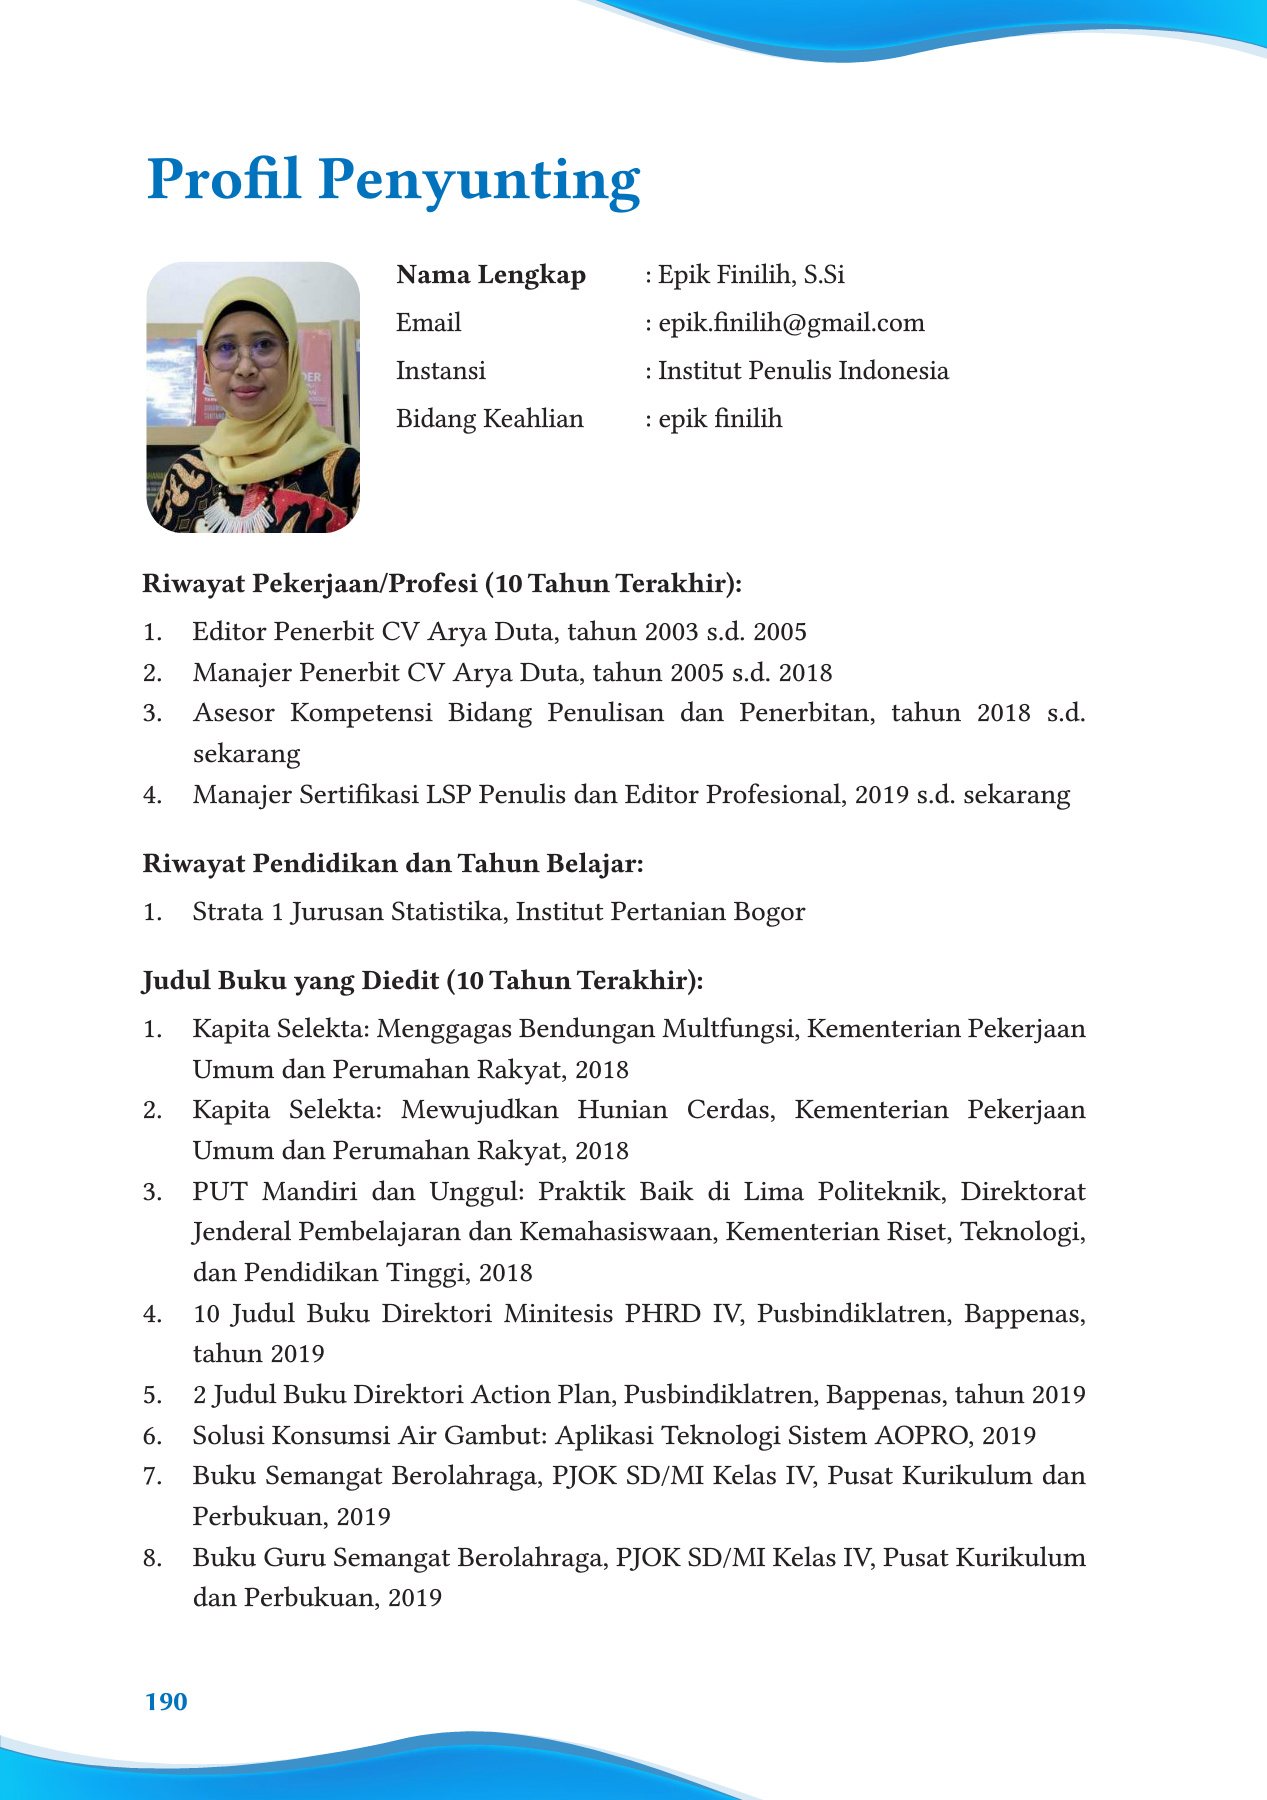 Profil Penyunting
Nama Lengkap : Epik Finilih, S.Si
Email : epik.finilih@gmail.com
Instansi : Institut Penulis Indonesia
Bidang Keahlian : epik finilih
Riwayat Pekerjaan/Profesi (10 Tahun Terakhir):
1. Editor Penerbit CV Arya Duta, tahun 2003 s.d. 2005
2. Manajer Penerbit CV Arya Duta, tahun 2005 s.d. 2018
3. Asesor Kompetensi Bidang Penulisan dan Penerbitan, tahun 2018 s.d.
sekarang
4. Manajer Sertifikasi LSP Penulis dan Editor Profesional, 2019 s.d. sekarang
Riwayat Pendidikan dan Tahun Belajar:
1. Strata 1 Jurusan Statistika, Institut Pertanian Bogor
Judul Buku yang Diedit (10 Tahun Terakhir):
1. Kapita Selekta: Menggagas Bendungan Multfungsi, Kementerian Pekerjaan
Umum dan Perumahan Rakyat, 2018
2. Kapita Selekta: Mewujudkan Hunian Cerdas, Kementerian Pekerjaan
Umum dan Perumahan Rakyat, 2018
3. PUT Mandiri dan Unggul: Praktik Baik di Lima Politeknik, Direktorat
Jenderal Pembelajaran dan Kemahasiswaan, Kementerian Riset, Teknologi,
dan Pendidikan Tinggi, 2018
4. 10 Judul Buku Direktori Minitesis PHRD IV, Pusbindiklatren, Bappenas,
tahun 2019
5. 2 Judul Buku Direktori Action Plan, Pusbindiklatren, Bappenas, tahun 2019
6. Solusi Konsumsi Air Gambut: Aplikasi Teknologi Sistem AOPRO, 2019
7. Buku Semangat Berolahraga, PJOK SD/MI Kelas IV, Pusat Kurikulum dan
Perbukuan, 2019
8. Buku Guru Semangat Berolahraga, PJOK SD/MI Kelas IV, Pusat Kurikulum
dan Perbukuan, 2019
190